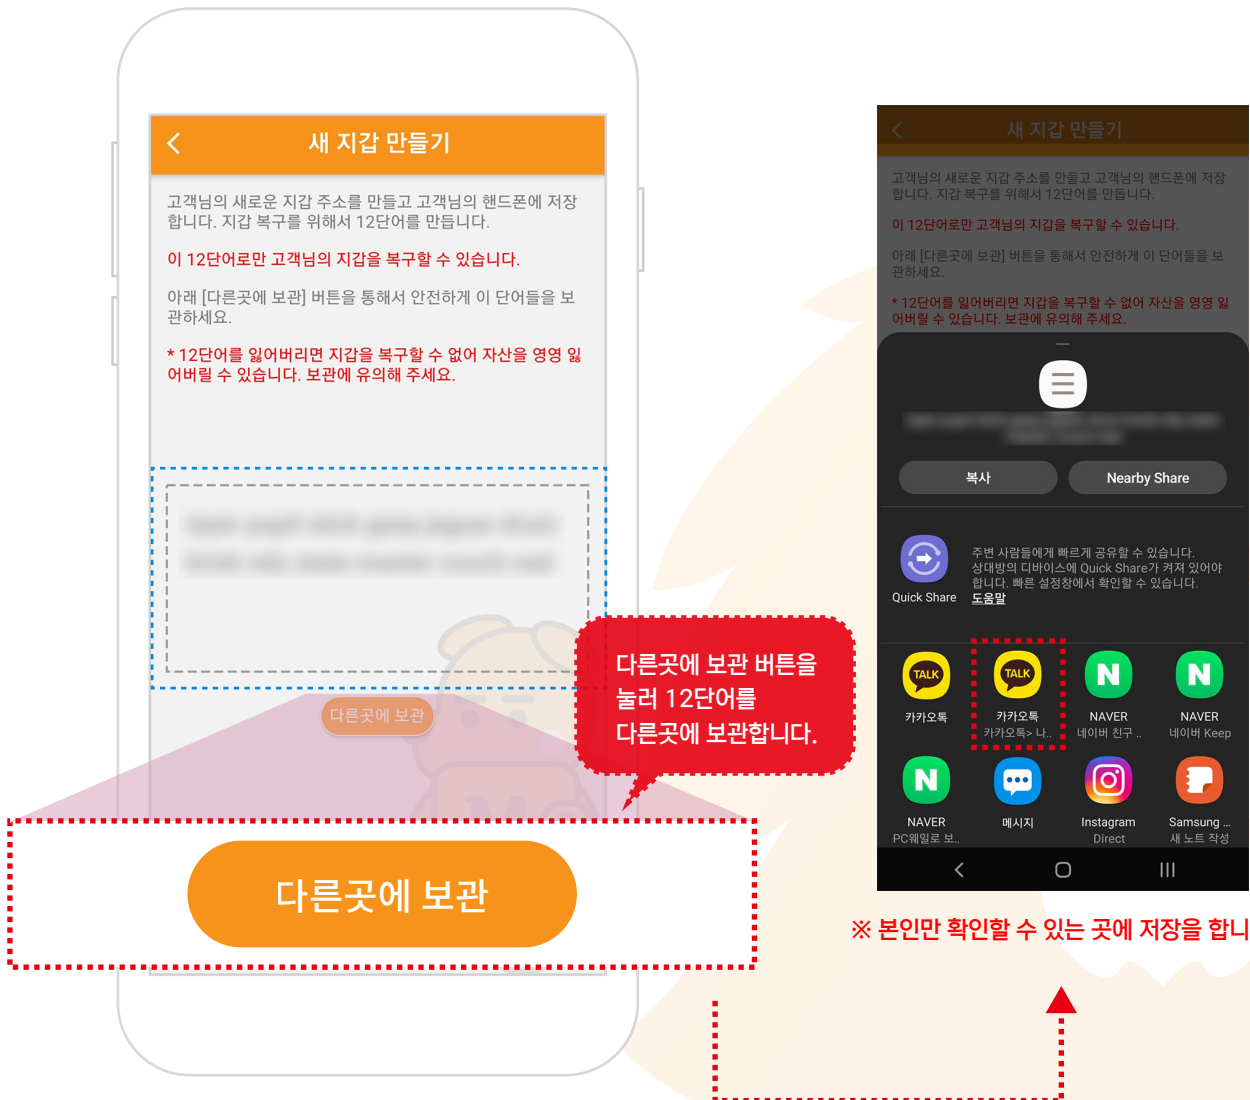 새 지갑 만들기
고객님의 새로운 지갑 주소를 만들고 고객님의 핸드폰에 저장
합니다. 지갑 복구를 위해서 12단어를 만듭니다.
이 12단어로만 고객님의 지갑을 복구할 수 있습니다.
아래 [다른곳에 보관] 버튼을 통해서 안전하게 이 단어들을 보
관하세요.
* 12단어를 잃어버리면 지갑을 복구할 수 없어 자산을 영영 잃
어버릴 수 있습니다. 보관에 유의해 주세요.
다른곳에 보관
다른곳에 보관 버튼을
눌러 12단어를
다른곳에 보관합니다.
다른곳에 보관
새 지갑 만들기
고객님의 새로운 지갑 주소를 만들고 고객님의 핸드폰에 저장
합니다. 지갑 복구를 위해서 12단어를 만듭니다.
이 12단어로만 고객님의 지갑을 복구할 수 있습니다.
아래 [다른곳에 보관] 버튼을 통해서 안전하게 이 단어들을 보
관하세요.
* 12단어를 잃어버리면 지갑을 복구할 수 없어 자산을 영영 잃
어버릴 수 있습니다. 보관에 유의해 주세요.
복사
Nearby Share
주변 사람들에게 빠르게 공유할 수 있습니다.
상대방의 디바이스에 Quick Share가 켜져 있어야
합니다. 빠른 설정창에서 확인할 수 있습니다.
도움말
Quick Share
TALK
TALK
N
N
카카오톡
카카오톡
NAVER
NAVER
카카오톡> 나..
네이버 친구 ..
네이버 Keep
N
NAVER
메시지
Instagram
Samsung ...
PC웨일로 보..
Direct
새 노트 작성
※ 본인만 확인할 수 있는 곳에 저장을 합니